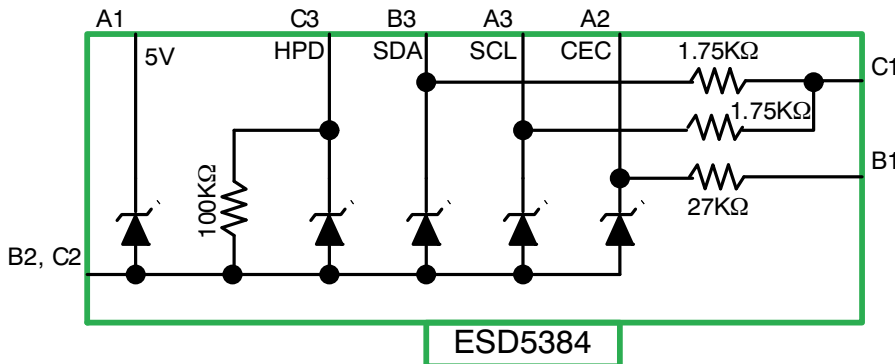 A1 C3 B3 A3 A2
5V HPD SDA SCL CEC 1.75KΩ
C1
1.75KΩ
B1
100KΩ
27KΩ
B2, C2
ESD5384